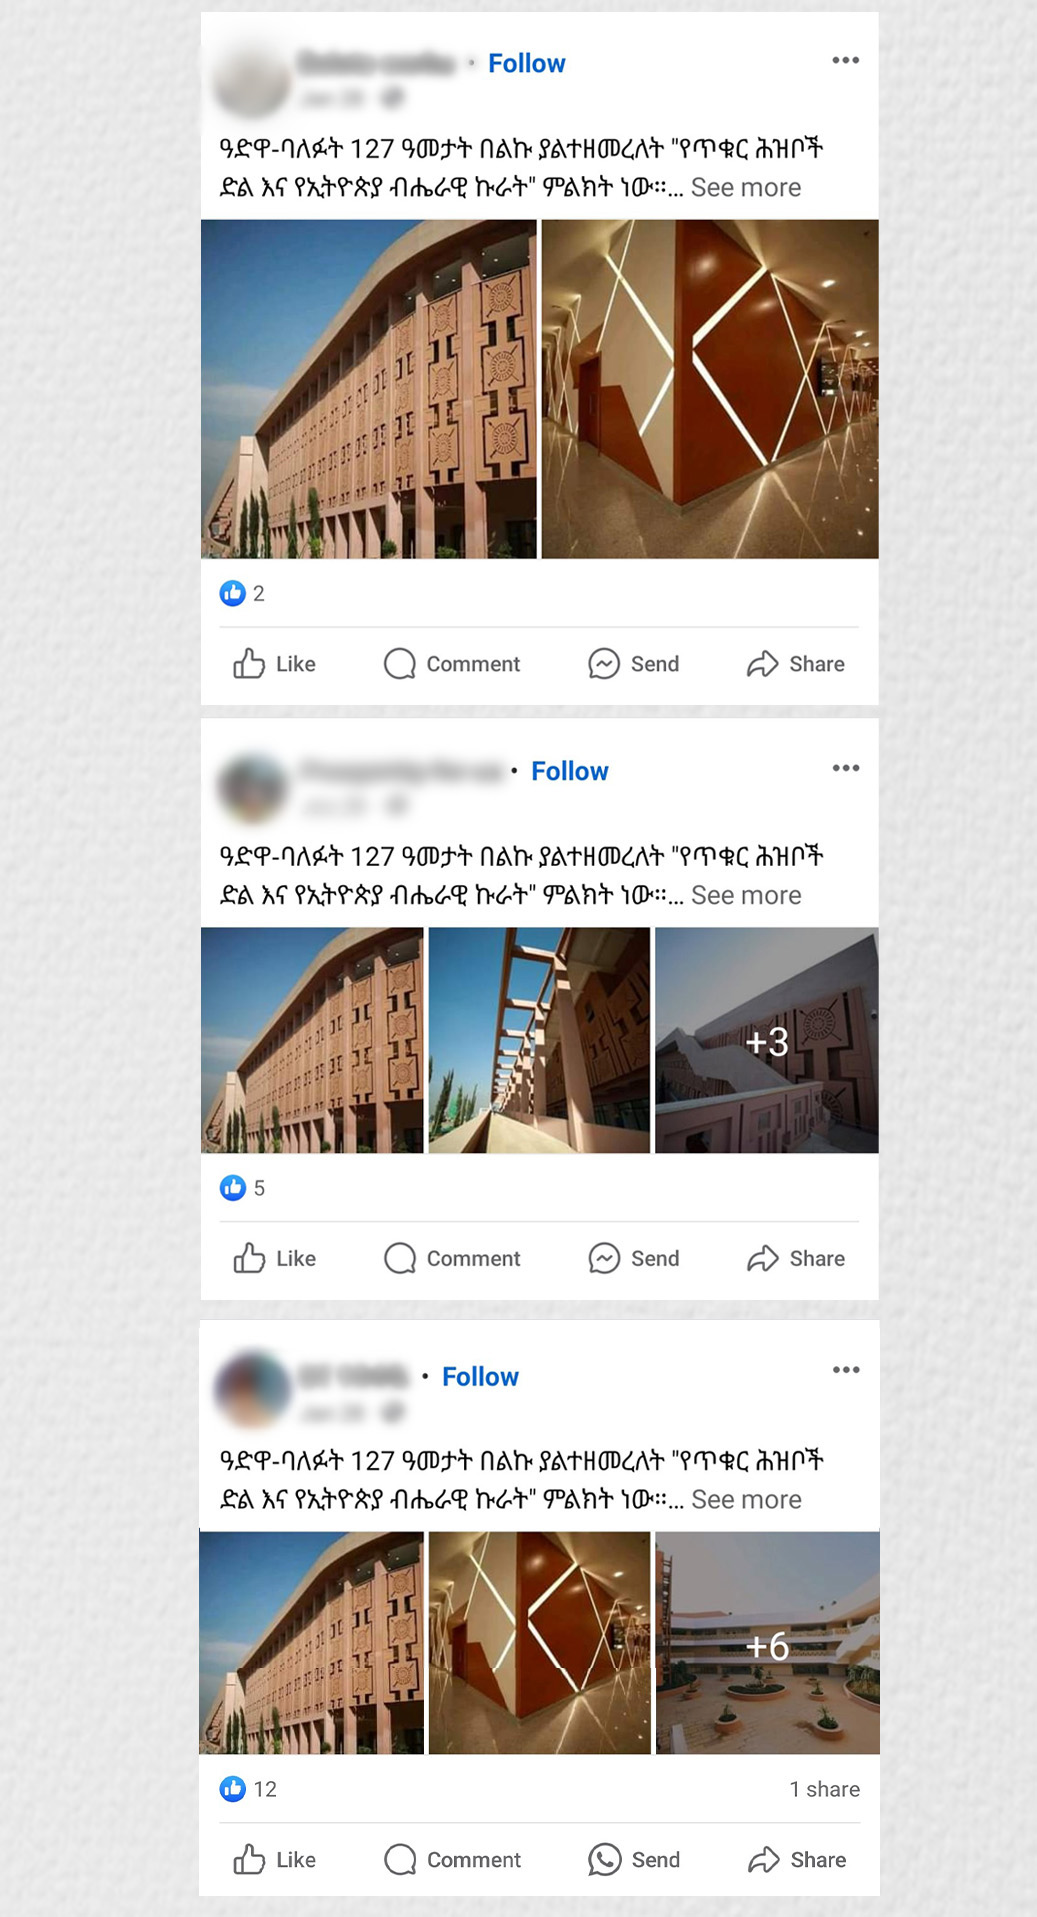 Follow
ዓድዋ-ባለፉት 127 ዓመታት በልኩ ያልተዘመረለት "የጥቁር ሕዝቦች
ድል እና የኢትዮጵያ ብሔራዊ ኩራት" ምልክት ነው።... See more
2
Like Comment Send Share
Follow
ዓድዋ-ባለፉት 127 ዓመታት በልኩ ያልተዘመረለት "የጥቁር ሕዝቦች
ድል እና የኢትዮጵያ ብሔራዊ ኩራት" ምልክት ነው።... See more
+3
5
Like Comment Send Share
Follow
ዓድዋ-ባለፉት 127 ዓመታት በልኩ ያልተዘመረለት "የጥቁር ሕዝቦች
ድል እና የኢትዮጵያ ብሔራዊ ኩራት" ምልክት ነው።... See more
+6
12 1 share
Like Comment Send Share